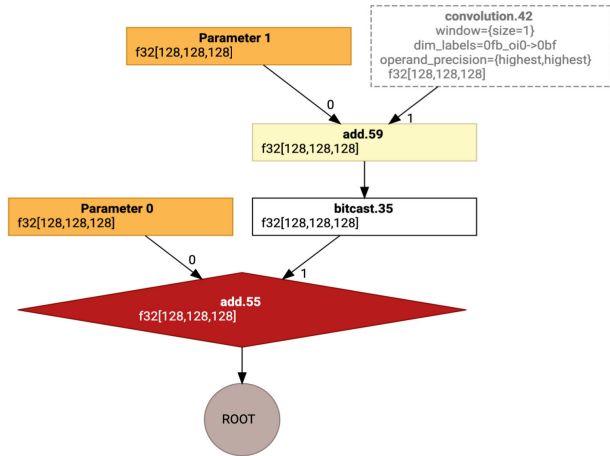 Parameter 1
f32[128,128,128]
convolution.42
window={size=1}
dim_labels=0fb_oi0->0bf
operand_precision={highest,highest}
f32[128,128,128]
0
1
add.59
f32[128,128,128]
Parameter 0
f32[128,128,128]
bitcast.35
f32[128,128,128]
0
1
add.55
f32[128,128,128]
ROOT